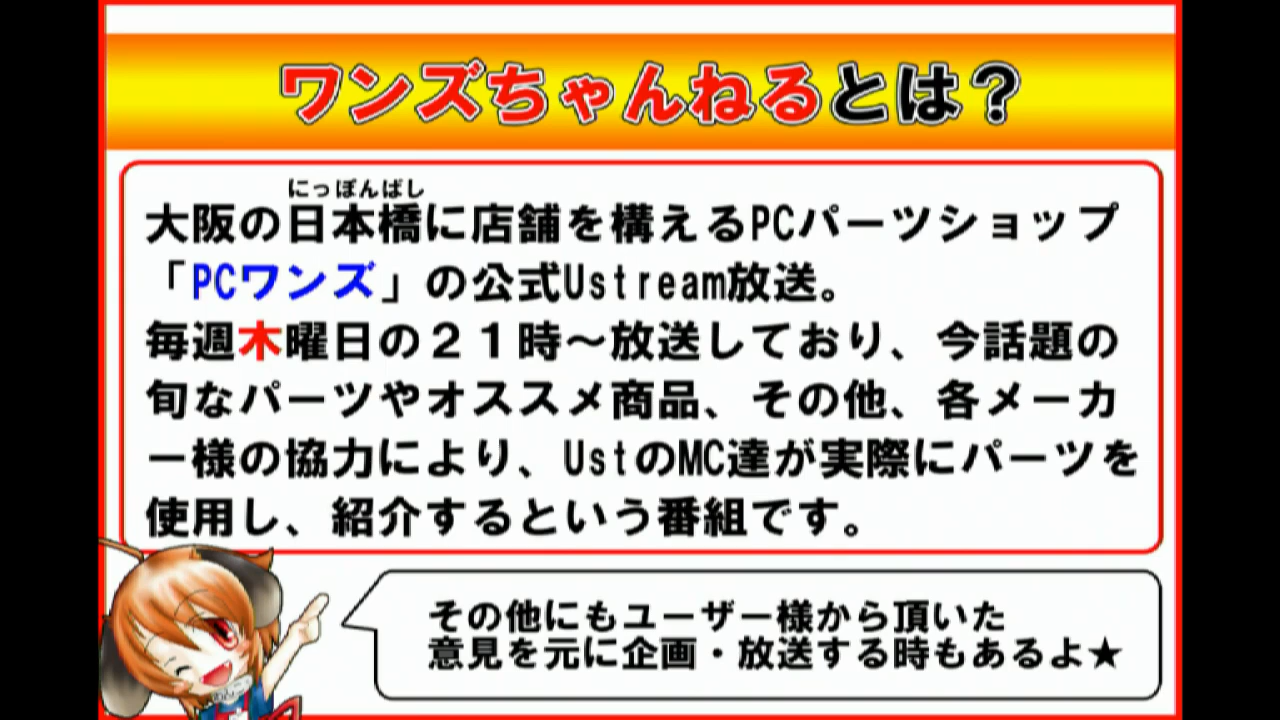 ワンズちゃんねるとは？
にっぽんばし
大阪の日本橋に店舗を構えるPCパーツショップ
「PCワンズ」の公式Ustream放送。
毎週木曜日の２１時～放送しており、今話題の
旬なパーツやオススメ商品、その他、各メーカ
ー様の協力により、UstのMC達が実際にパーツを
使用し、紹介するという番組です。
その他にもユーザー様から頂いた
意見を元に企画・放送する時もあるよ★